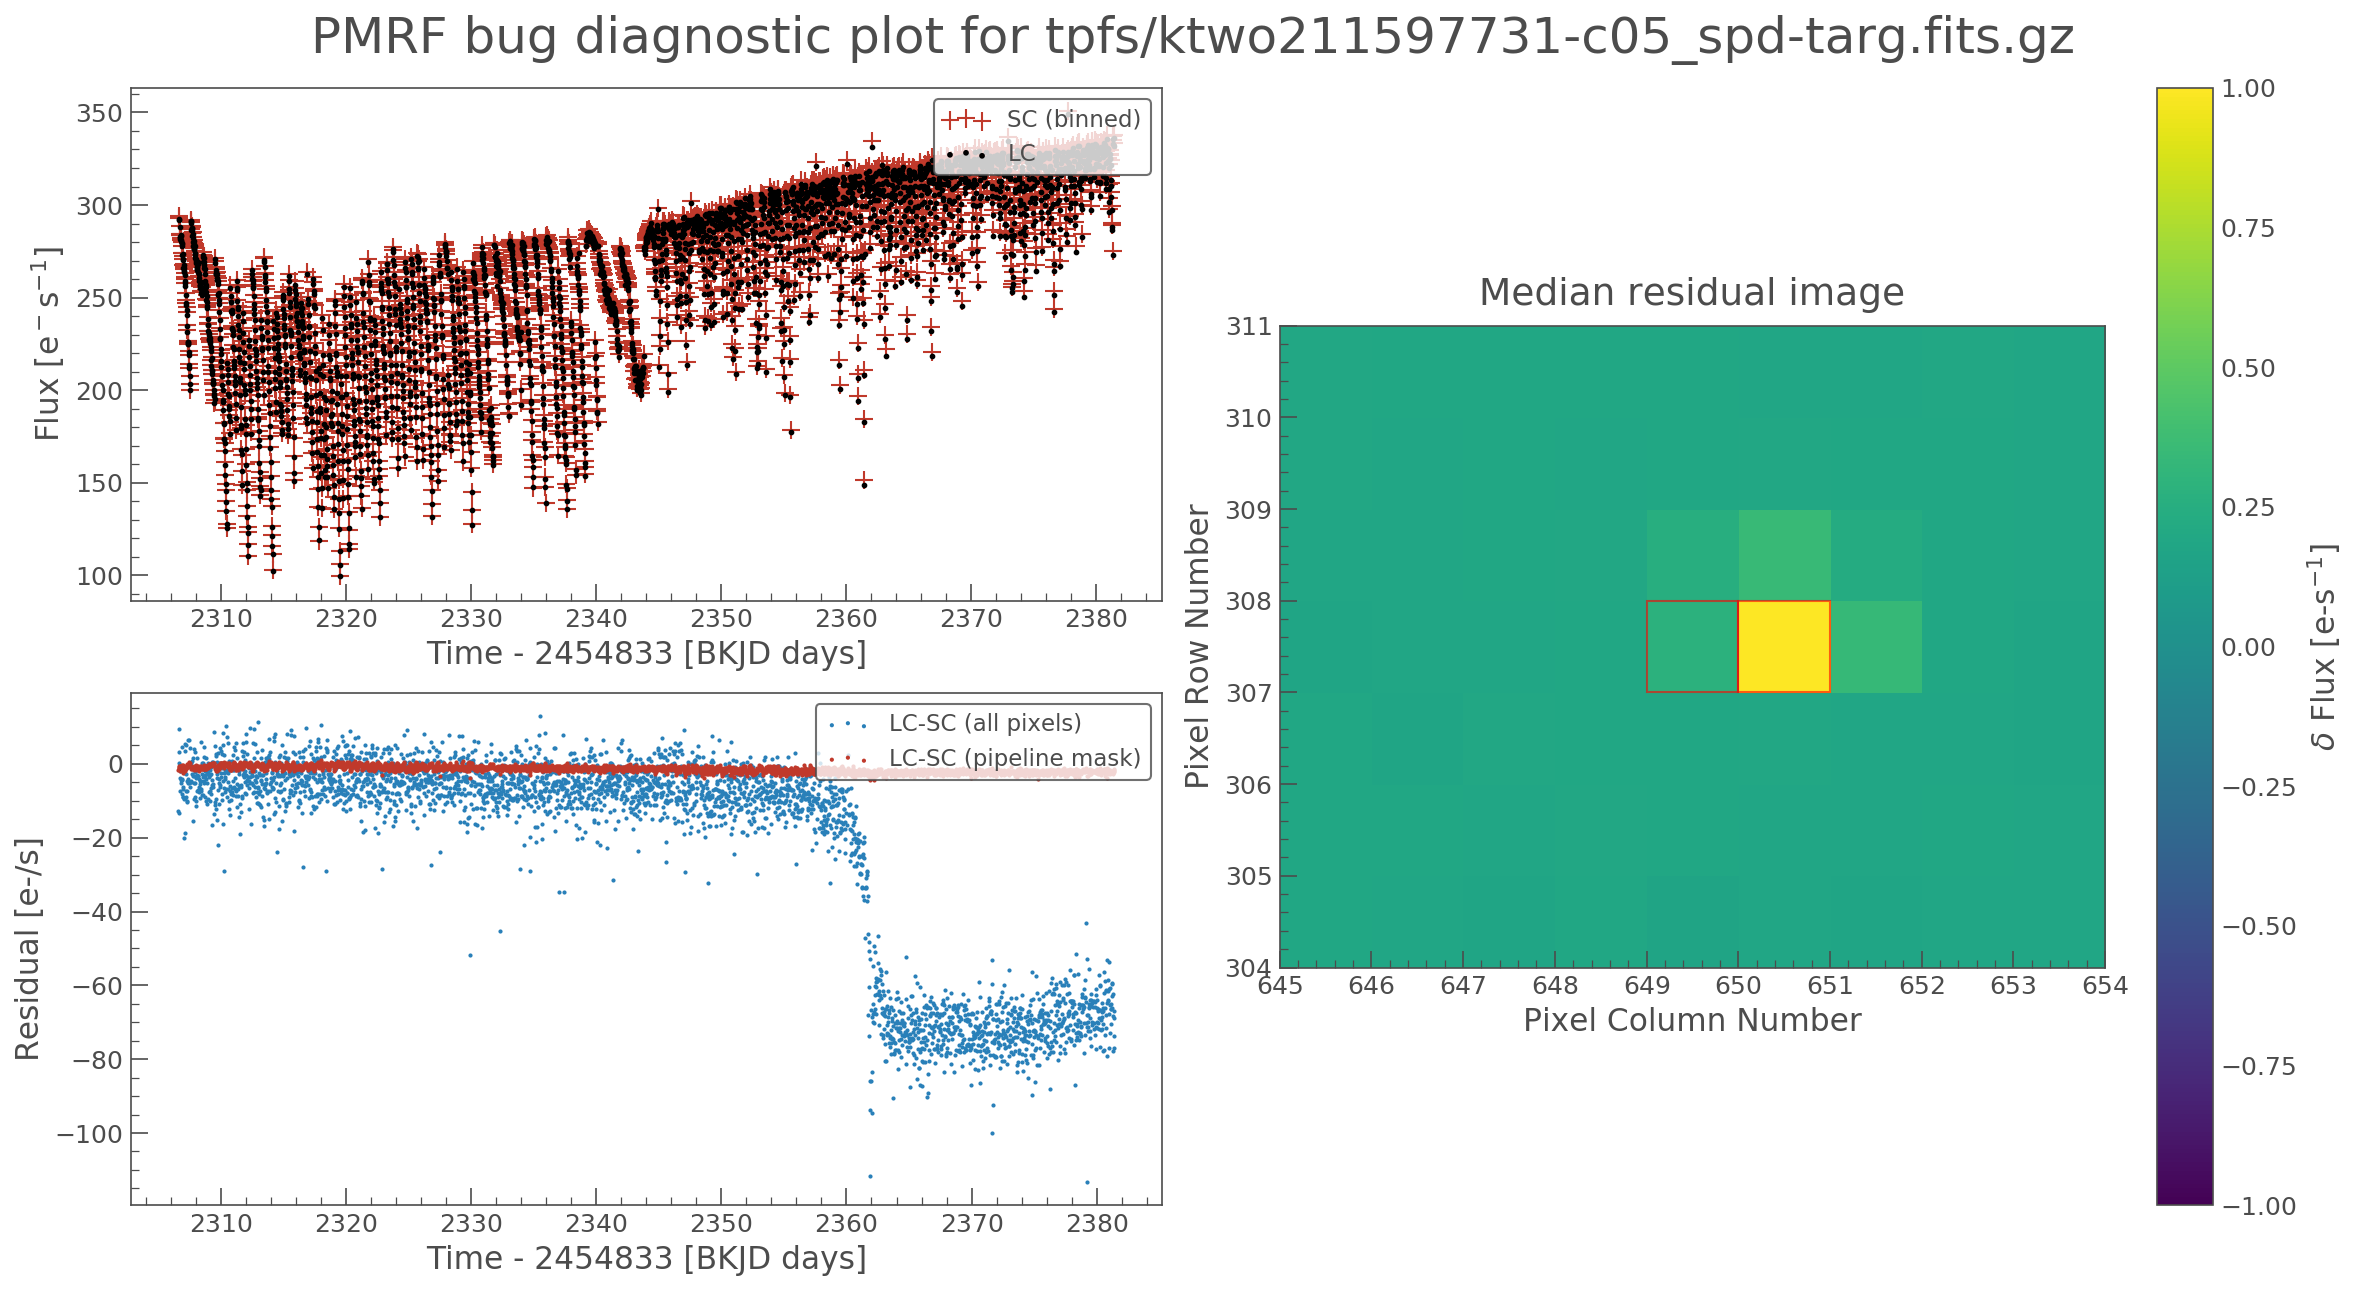 PMRF bug diagnostic plot for tpfs/ktwo211597731-c05_spd-targ.fits.gz
350
300
250
200
150
100
Flux [e⁻ s⁻¹]
SC (binned)
LC
2310 2320 2330 2340 2350 2360 2370 2380
Time - 2454833 [BKJD days]
0
−20
−40
−60
−80
−100
Residual [e-/s]
LC-SC (all pixels)
LC-SC (pipeline mask)
2310 2320 2330 2340 2350 2360 2370 2380
Time - 2454833 [BKJD days]
Median residual image
311
310
309
308
307
306
305
304
Pixel Row Number
645 646 647 648 649 650 651 652 653 654
Pixel Column Number
1.00
0.75
0.50
0.25
0.00
−0.25
−0.50
−0.75
−1.00
δ Flux [e-s⁻¹]